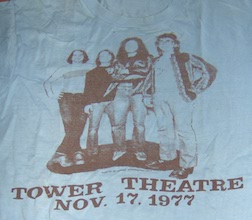 TOWER THEATRE
NOV. 17, 1977